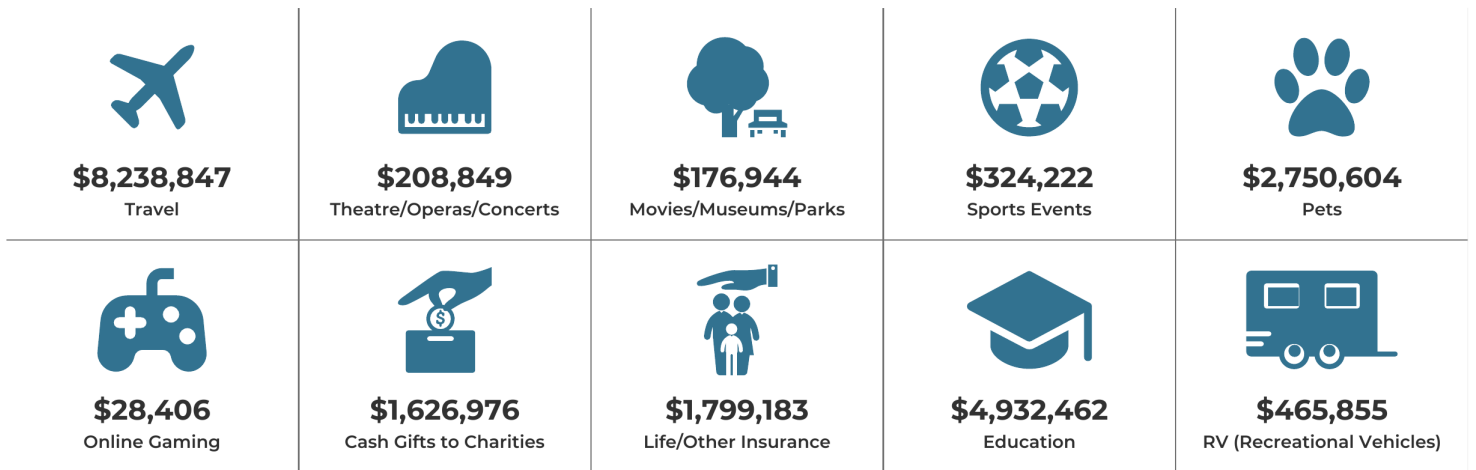 $8,238,847
Travel
$208,849
Theatre/Operas/Concerts
$176,944
Movies/Museums/Parks
$324,222
Sports Events
$2,750,604
Pets
$28,406
Online Gaming
$
$1,626,976
Cash Gifts to Charities
$1,799,183
Life/Other Insurance
$4,932,462
Education
$465,855
RV (Recreational Vehicles)